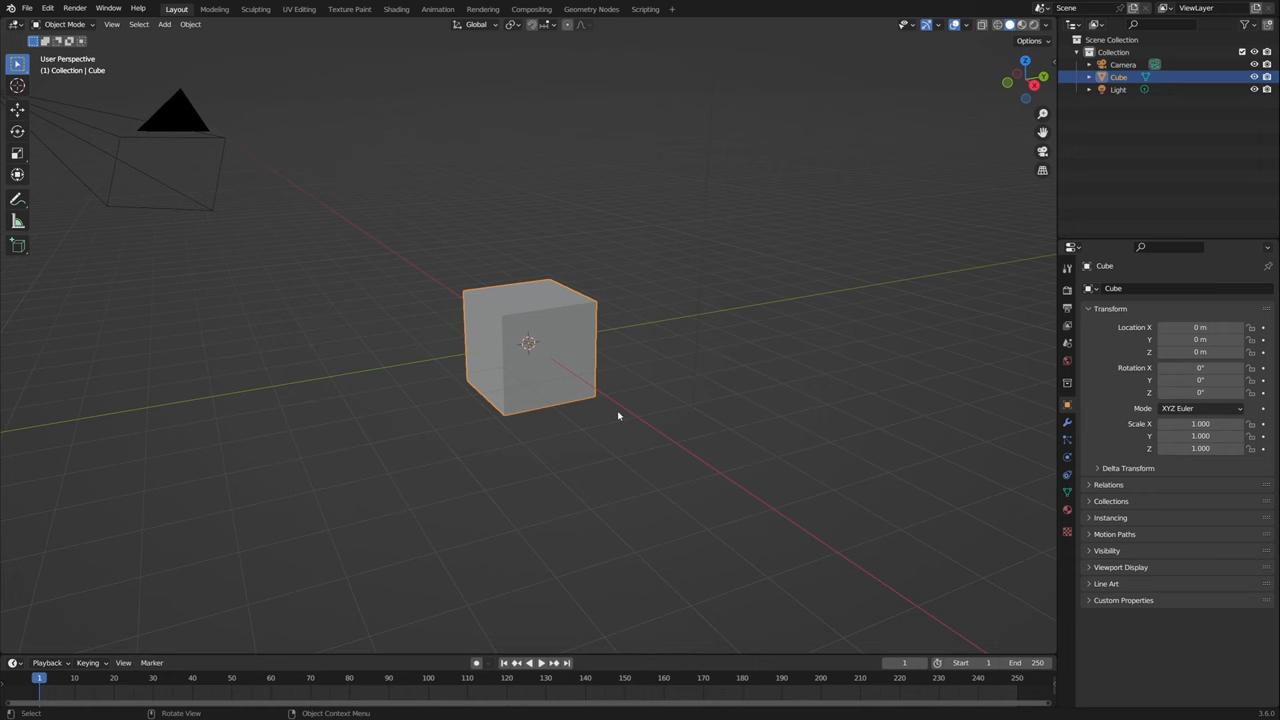 File Edit Render Window Help Layout Modeling Sculpting UV Editing Texture Paint Shading Animation Rendering Compositing Geometry Nodes Scripting + Scene ViewLayer
Object Mode View Select Add Object Global
Options
User Perspective
(1) Collection | Cube
X
Y
Z
Scene Collection
Collection
Camera
Cube
Light
Cube
Cube
Transform
Location X 0 m
Y 0 m
Z 0 m
Rotation X 0°
Y 0°
Z 0°
Mode XYZ Euler
Scale X 1.000
Y 1.000
Z 1.000
Delta Transform
Relations
Collections
Instancing
Motion Paths
Visibility
Viewport Display
Line Art
Custom Properties
Playback Keying View Marker 1 Start 1 End 250
1 10 20 30 40 50 60 70 80 90 100 110 120 130 140 150 160 170 180 190 200 210 220 230 240 250
Select Rotate View Object Context Menu 3.6.0